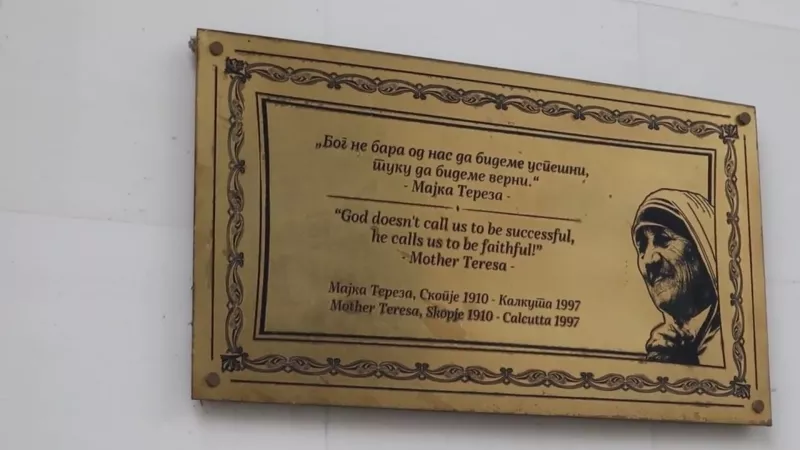 „Бог не бара од нас да бидеме успешни,
туку да бидеме верни.“
- Мајка Тереза -
"God doesn't call us to be successful,
he calls us to be faithful!"
- Mother Teresa -
Мајка Тереза, Скопје 1910 - Калкута 1997
Mother Teresa, Skopje 1910 - Calcutta 1997